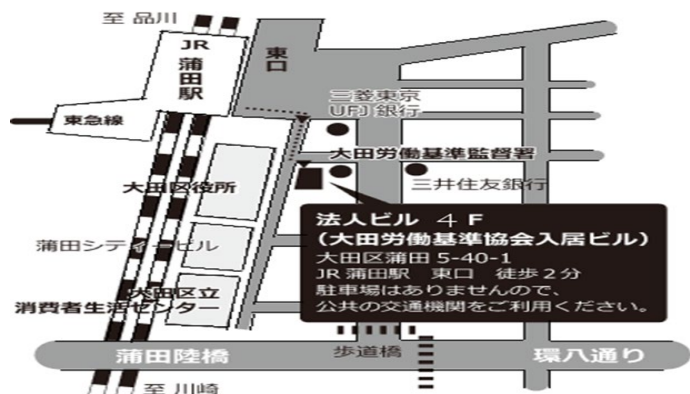 至 品川
JR
蒲田駅
東口
東急線
三菱東京
UFJ 銀行
大田労働基準監督署
三井住友銀行
大田区役所
蒲田シティービル
大田区立
消費者生活センター
法人ビル 4 F
(大田労働基準協会入居ビル)
大田区蒲田 5-40-1
JR 蒲田駅 東口 徒歩2分
駐車場はありませんので、
公共の交通機関をご利用ください。
歩道橋
蒲田陸橋
環八通り
至 川崎